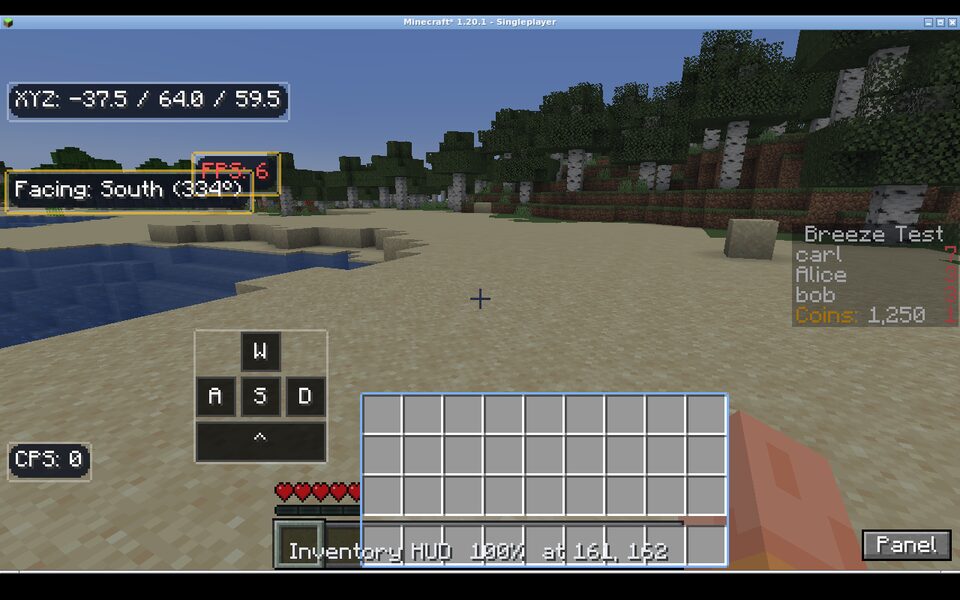 Minecraft* 1.20.1 - Singleplayer
XYZ: -37.5 / 64.0 / 59.5
FPS: 6
Facing: South (334°)
Breeze Test
carl
Alice
bob
Coins: 1,250
W
A S D
^
CPS: 0
Inventory HUD 100% at 161, 162
Panel